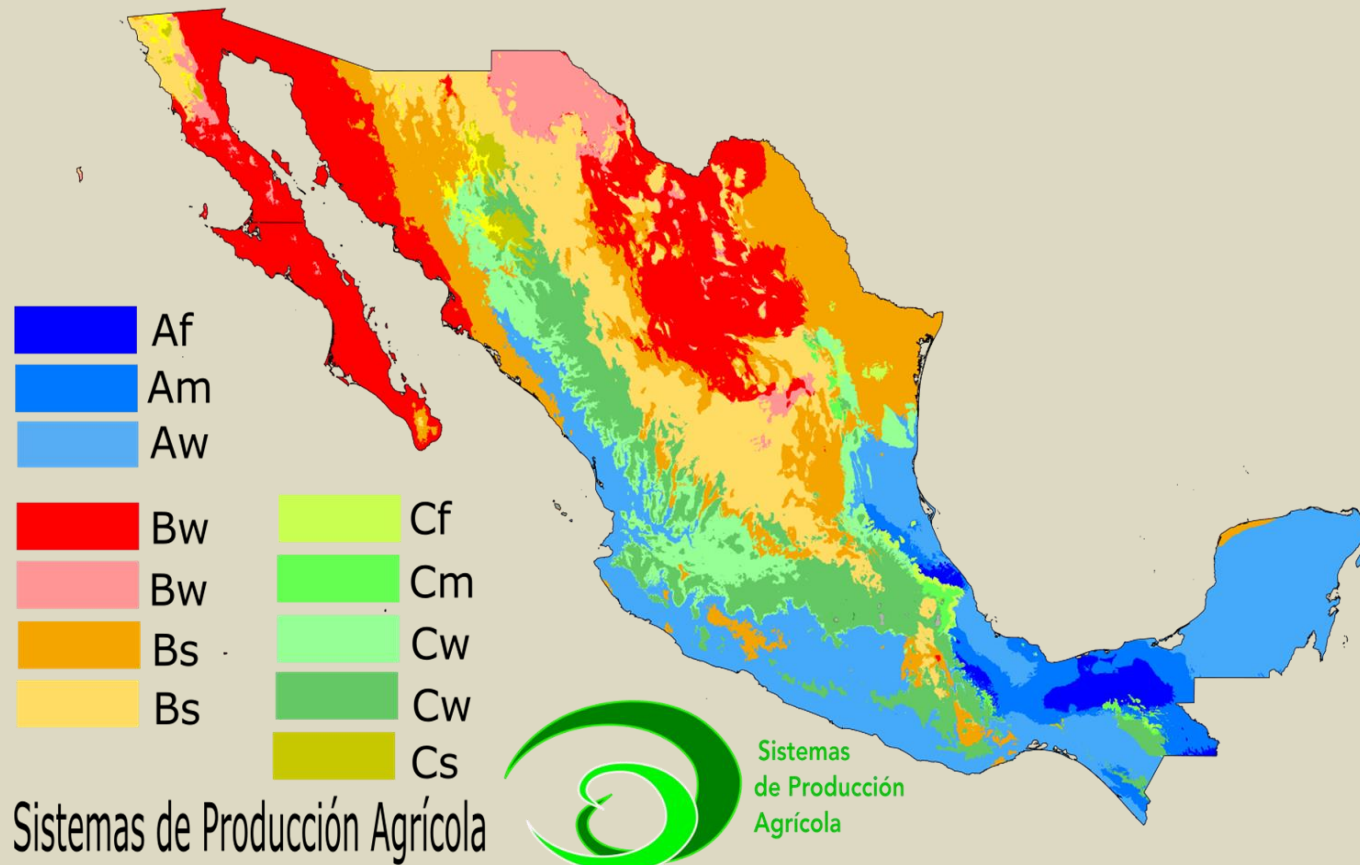 Af
Am
Aw
Bw
Bw
Bs
Bs
Cf
Cm
Cw
Cw
Cs
Sistemas de Producción Agrícola
Sistemas
de Producción
Agrícola